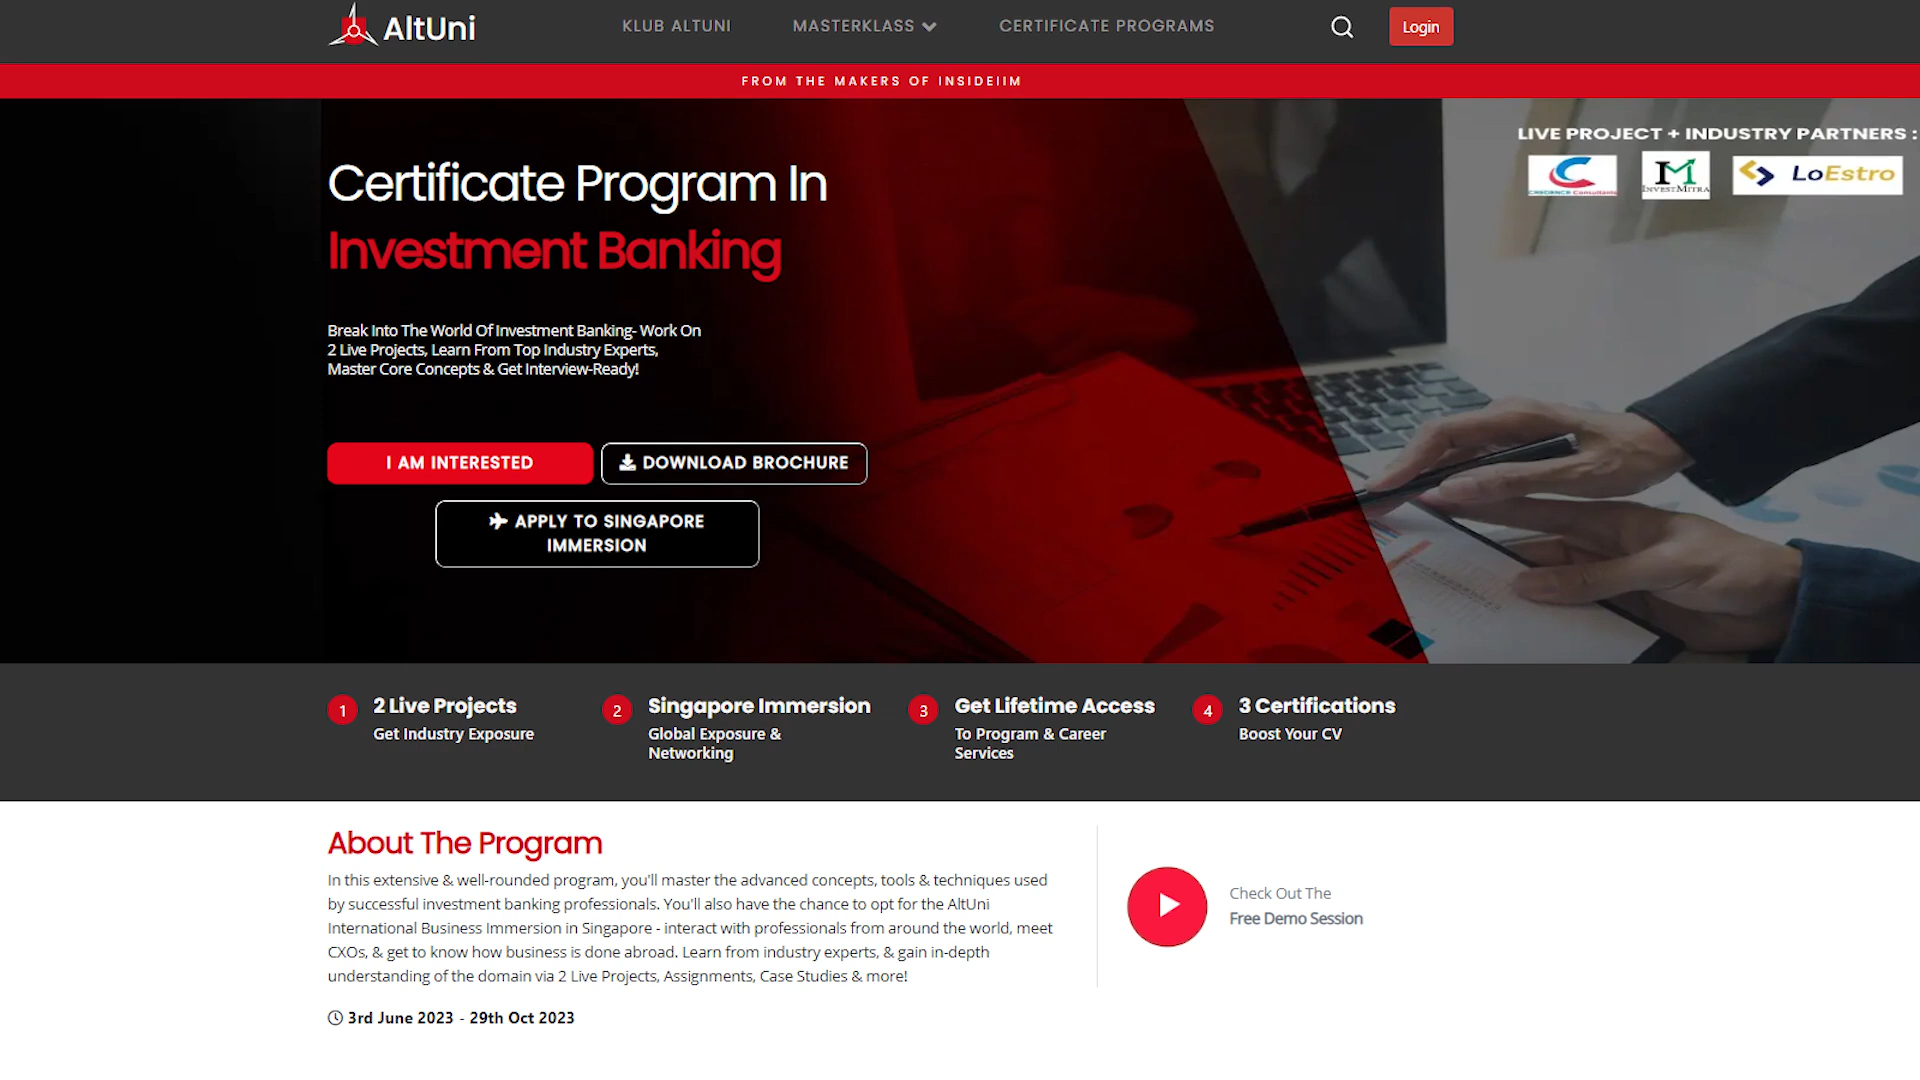 AltUni
KLUB ALTUNI
MASTERKLASS
CERTIFICATE PROGRAMS
Login
FROM THE MAKERS OF INSIDEIIM
LIVE PROJECT + INDUSTRY PARTNERS :
CREDENCE Consultants
INVESTMITRA
LoEstro
Certificate Program In
Investment Banking
Break Into The World Of Investment Banking- Work On
2 Live Projects, Learn From Top Industry Experts,
Master Core Concepts & Get Interview-Ready!
I AM INTERESTED
DOWNLOAD BROCHURE
APPLY TO SINGAPORE
IMMERSION
1
2 Live Projects
Get Industry Exposure
2
Singapore Immersion
Global Exposure &
Networking
3
Get Lifetime Access
To Program & Career
Services
4
3 Certifications
Boost Your CV
About The Program
In this extensive & well-rounded program, you'll master the advanced concepts, tools & techniques used
by successful investment banking professionals. You'll also have the chance to opt for the AltUni
International Business Immersion in Singapore - interact with professionals from around the world, meet
CXOs, & get to know how business is done abroad. Learn from industry experts, & gain in-depth
understanding of the domain via 2 Live Projects, Assignments, Case Studies & more!
3rd June 2023 - 29th Oct 2023
Check Out The
Free Demo Session